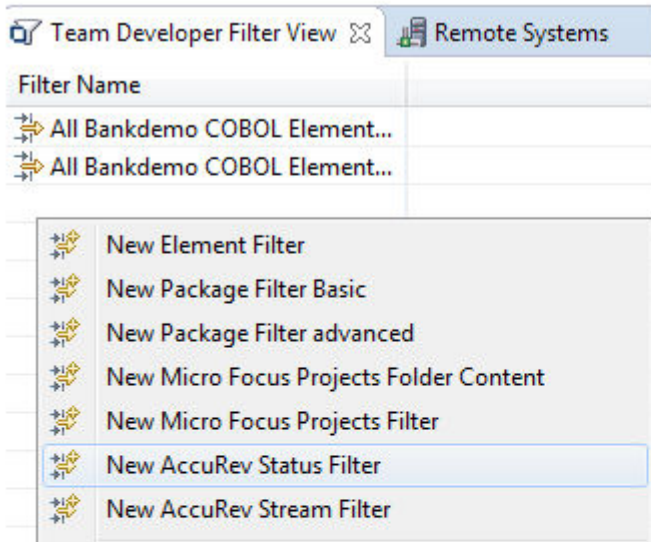 Team Developer Filter View Remote Systems
Filter Name
All Bankdemo COBOL Element...
All Bankdemo COBOL Element...
New Element Filter
New Package Filter Basic
New Package Filter advanced
New Micro Focus Projects Folder Content
New Micro Focus Projects Filter
New AccuRev Status Filter
New AccuRev Stream Filter